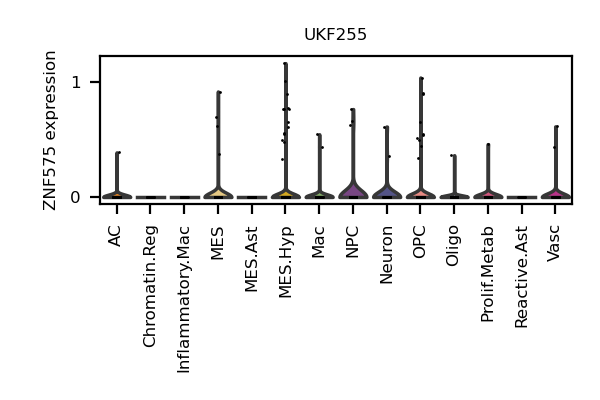 UKF255
ZNF575 expression
1
0
AC
Chromatin.Reg
Inflammatory.Mac
MES
MES.Ast
MES.Hyp
Mac
NPC
Neuron
OPC
Oligo
Prolif.Metab
Reactive.Ast
Vasc